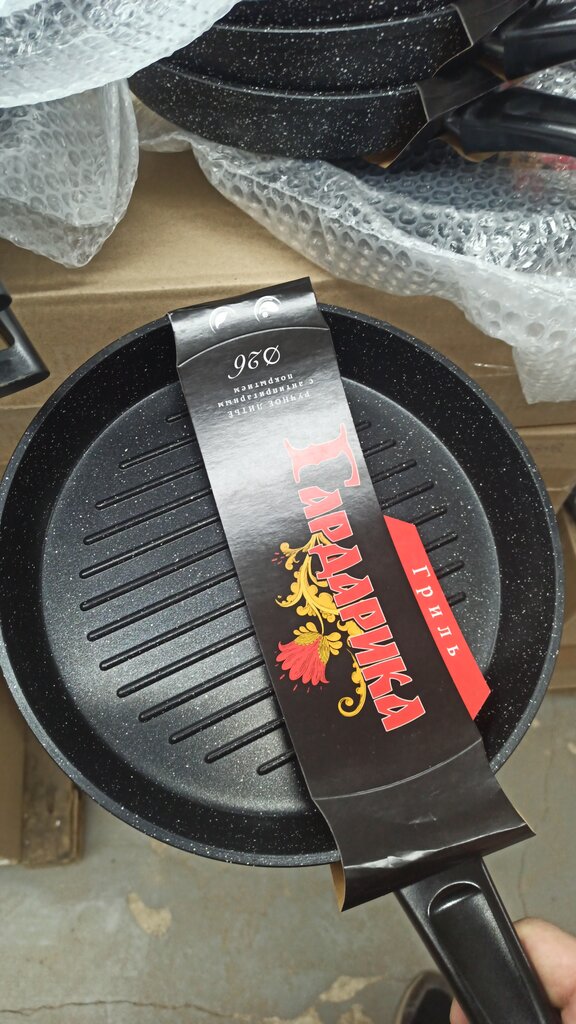 Ø26
РУЧНОЕ ЛИТЬЕ
с антипригарным
покрытием
ГАРДАРИКА
Гриль